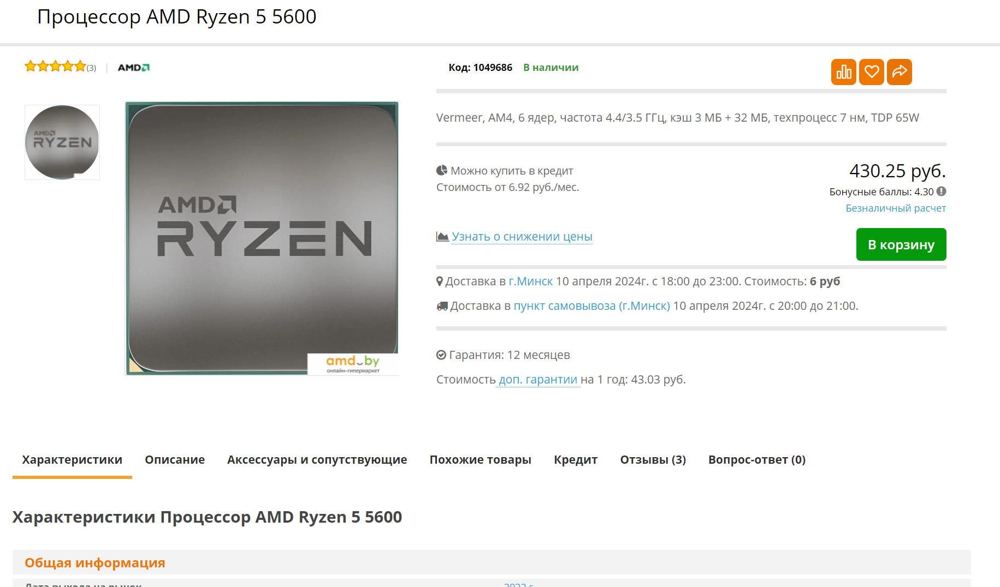 Процессор AMD Ryzen 5 5600
(3)
AMD
Код: 1049686 В наличии
AMD
RYZEN
AMD
RYZEN
amd.by
онлайн-гипермаркет
Vermeer, AM4, 6 ядер, частота 4.4/3.5 ГГц, кэш 3 МБ + 32 МБ, техпроцесс 7 нм, TDP 65W
Можно купить в кредит
Стоимость от 6.92 руб./мес.
430.25 руб.
Бонусные баллы: 4.30
Безналичный расчет
Узнать о снижении цены
В корзину
Доставка в г.Минск 10 апреля 2024г. с 18:00 до 23:00. Стоимость: 6 руб
Доставка в пункт самовывоза (г.Минск) 10 апреля 2024г. с 20:00 до 21:00.
Гарантия: 12 месяцев
Стоимость доп. гарантии на 1 год: 43.03 руб.
Характеристики Описание Аксессуары и сопутствующие Похожие товары Кредит Отзывы (3) Вопрос-ответ (0)
Характеристики Процессор AMD Ryzen 5 5600
Общая информация
Дата выхода на рынок 2022 г.